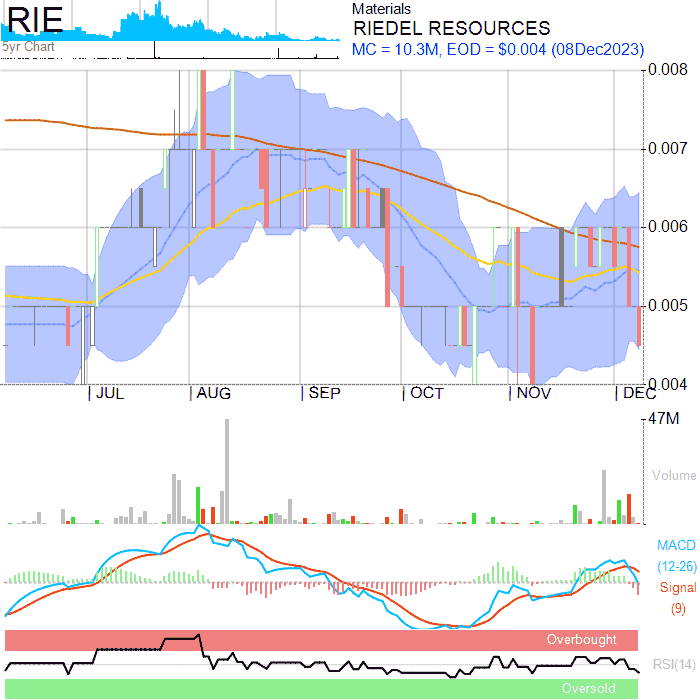 RIE
5yr Chart
Materials
RIEDEL RESOURCES
MC = 10.3M, EOD = $0.004 (08Dec2023)
0.008
0.007
0.006
0.005
0.004
JUL AUG SEP OCT NOV DEC
47M
Volume
MACD
(12-26)
Signal
(9)
Overbought
RSI(14)
Oversold